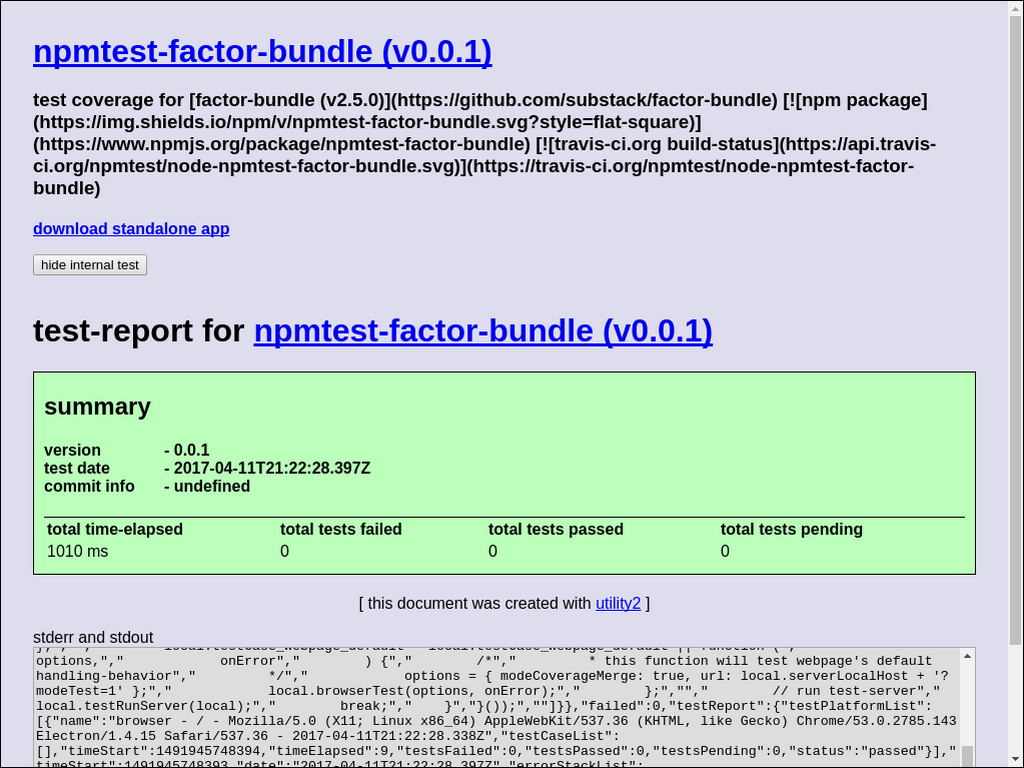 npmtest-factor-bundle (v0.0.1)
test coverage for [factor-bundle (v2.5.0)](https://github.com/substack/factor-bundle) [![npm package]
(https://img.shields.io/npm/v/npmtest-factor-bundle.svg?style=flat-square)]
(https://www.npmjs.org/package/npmtest-factor-bundle) [![travis-ci.org build-status](https://api.travis-
ci.org/npmtest/node-npmtest-factor-bundle.svg)](https://travis-ci.org/npmtest/node-npmtest-factor-
bundle)
download standalone app
hide internal test
test-report for npmtest-factor-bundle (v0.0.1)
summary
version - 0.0.1
test date - 2017-04-11T21:22:28.397Z
commit info - undefined
total time-elapsed total tests failed total tests passed total tests pending
1010 ms 0 0 0
[ this document was created with utility2 ]
stderr and stdout
options,"," onError"," ) {"," /*"," * this function will test webpage's default
handling-behavior"," */"," options = { modeCoverageMerge: true, url: local.serverLocalHost + '?
modeTest=1' };"," local.browserTest(options, onError);"," };",""," // run test-server","
local.testRunServer(local);"," break;"," }","}());",""]}},"failed":0,"testReport":{"testPlatformList":
[{"name":"browser - / - Mozilla/5.0 (X11; Linux x86_64) AppleWebKit/537.36 (KHTML, like Gecko) Chrome/53.0.2785.143
Electron/1.4.15 Safari/537.36 - 2017-04-11T21:22:28.338Z","testCaseList":
[],"timeStart":1491945748394,"timeElapsed":9,"testsFailed":0,"testsPassed":0,"testsPending":0,"status":"passed"}],"
timeStart":1491945748393,"date":"2017-04-11T21:22:28.397Z","errorStackList":